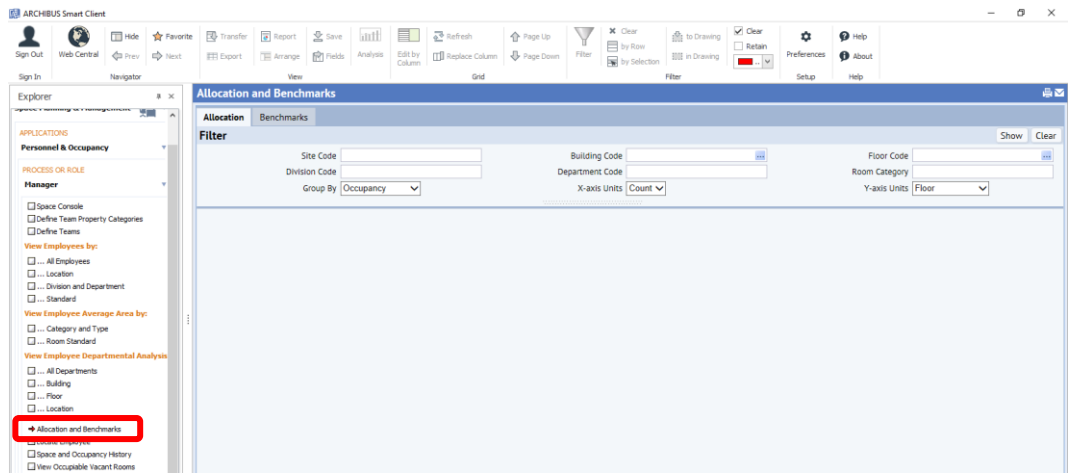 ARCHIBUS Smart Client
Sign Out
Web Central
Hide
Favorite
Prev
Next
Transfer
Report
Save
Export
Arrange
Fields
Analysis
Edit by Column
Refresh
Replace Column
Page Up
Page Down
Filter
Clear
by Row
by Selection
to Drawing
in Drawing
Clear
Retain
..
Preferences
Help
About
Sign In
Navigator
View
Grid
Filter
Setup
Help
Explorer
Space Planning & Management
APPLICATIONS
Personnel & Occupancy
PROCESS OR ROLE
Manager
Space Console
Define Team Property Categories
Define Teams
View Employees by:
... All Employees
... Location
... Division and Department
... Standard
View Employee Average Area by:
... Category and Type
... Room Standard
View Employee Departmental Analysis
... All Departments
... Building
... Floor
... Location
Allocation and Benchmarks
Locate Employee
Space and Occupancy History
View Occupiable Vacant Rooms
Allocation and Benchmarks
Allocation Benchmarks
Filter Show Clear
Site Code Building Code Floor Code
Division Code Department Code Room Category
Group By Occupancy X-axis Units Count Y-axis Units Floor